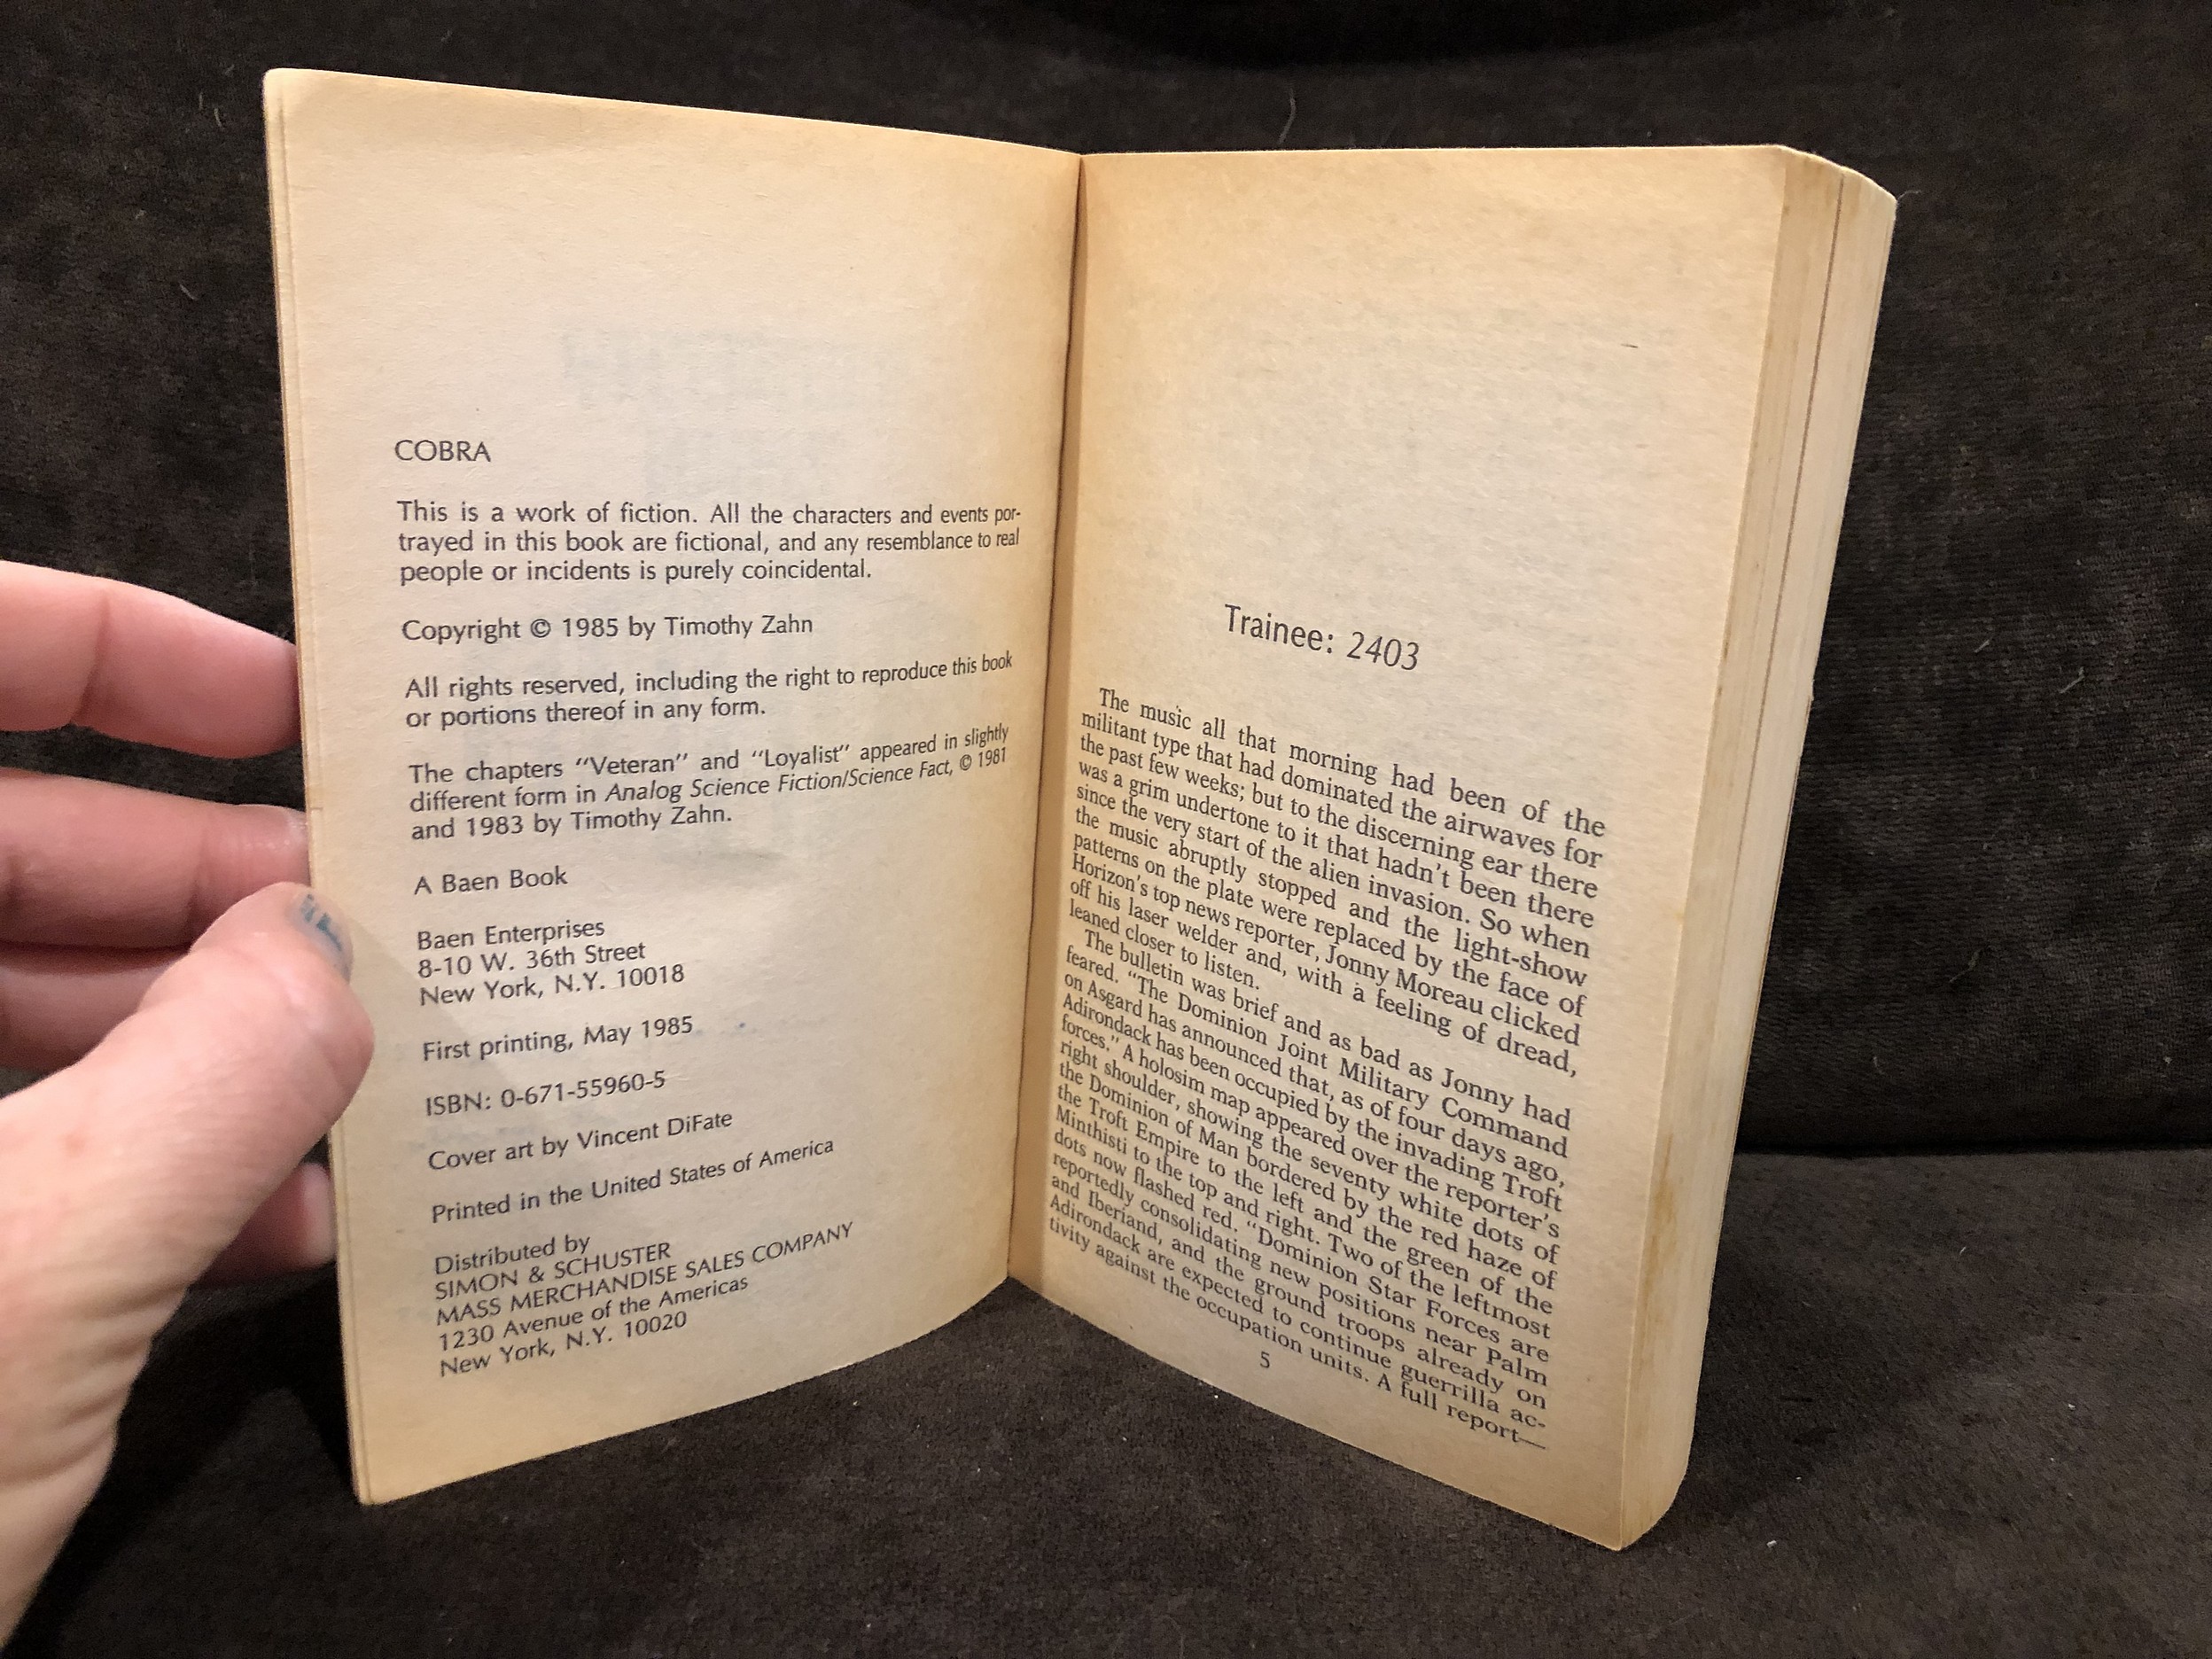 COBRA
This is a work of fiction. All the characters and events por-
trayed in this book are fictional, and any resemblance to real
people or incidents is purely coincidental.
Copyright © 1985 by Timothy Zahn
All rights reserved, including the right to reproduce this book
or portions thereof in any form.
The chapters "Veteran" and "Loyalist" appeared in slightly
different form in Analog Science Fiction/Science Fact, © 1981
and 1983 by Timothy Zahn.
A Baen Book
Baen Enterprises
8-10 W. 36th Street
New York, N.Y. 10018
First printing, May 1985
ISBN: 0-671-55960-5
Cover art by Vincent DiFate
Printed in the United States of America
Distributed by
SIMON & SCHUSTER
MASS MERCHANDISE SALES COMPANY
1230 Avenue of the Americas
New York, N.Y. 10020
Trainee: 2403
The music all that morning had been of the
militant type that had dominated the airwaves for
the past few weeks; but to the discerning ear there
was a grim undertone to it that hadn't been there
since the very start of the alien invasion. So when
the music abruptly stopped and the light-show
patterns on the plate were replaced by the face of
Horizon's top news reporter, Jonny Moreau clicked
off his laser welder and, with a feeling of dread,
leaned closer to listen.
The bulletin was brief and as bad as Jonny had
feared. "The Dominion Joint Military Command
on Asgard has announced that, as of four days ago,
Adirondack has been occupied by the invading Troft
forces." A holosim map appeared over the reporter's
right shoulder, showing the seventy white dots of
the Dominion of Man bordered by the red haze of
the Troft Empire to the left and the green of the
Minthisti to the top and right. Two of the leftmost
dots now flashed red. "Dominion Star Forces are
reportedly consolidating new positions near Palm
and Iberiand, and the ground troops already on
Adirondack are expected to continue guerrilla ac-
tivity against the occupation units. A full report—
5